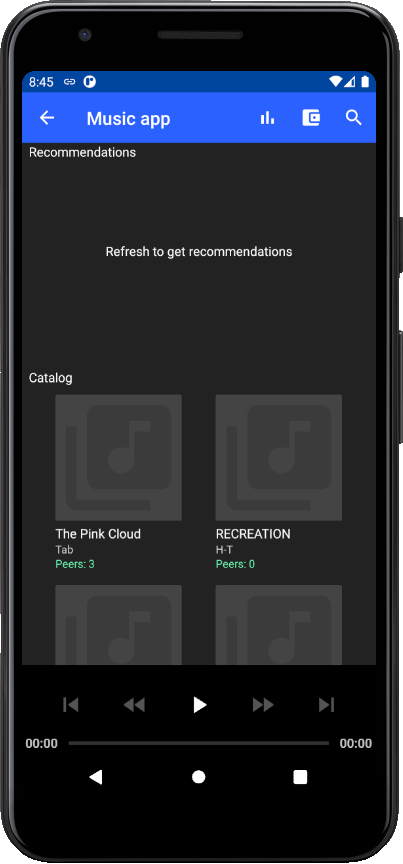 8:45
Music app
Recommendations
Refresh to get recommendations
Catalog
The Pink Cloud
Tab
Peers: 3
RECREATION
H-T
Peers: 0
00:00
00:00